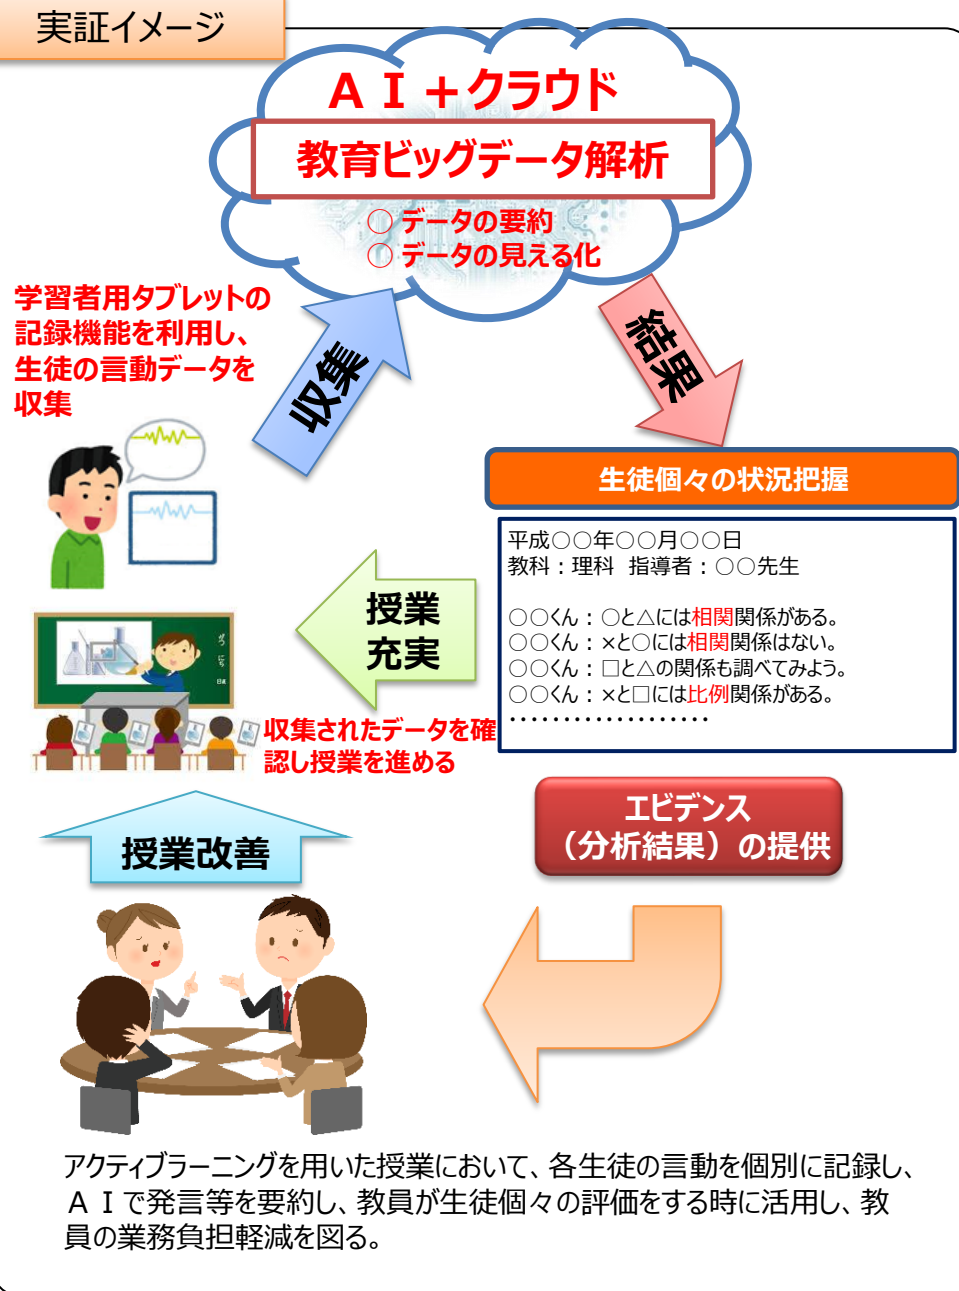 実証イメージ
ＡＩ＋クラウド
教育ビッグデータ解析
○ データの要約
○ データの見える化
学習者用タブレットの
記録機能を利用し、
生徒の言動データを
収集
収集
結果
生徒個々の状況把握
平成○○年○○月○○日
教科：理科 指導者：○○先生
○○くん：○と△には相関関係がある。
○○くん：×と○には相関関係はない。
○○くん：□と△の関係も調べてみよう。
○○くん：×と□には比例関係がある。
・・・・・・・・・・・・・・・・・・・
授業
充実
収集されたデータを確
認し授業を進める
エビデンス
（分析結果）の提供
授業改善
アクティブラーニングを用いた授業において、各生徒の言動を個別に記録し、
ＡＩで発言等を要約し、教員が生徒個々の評価をする時に活用し、教
員の業務負担軽減を図る。